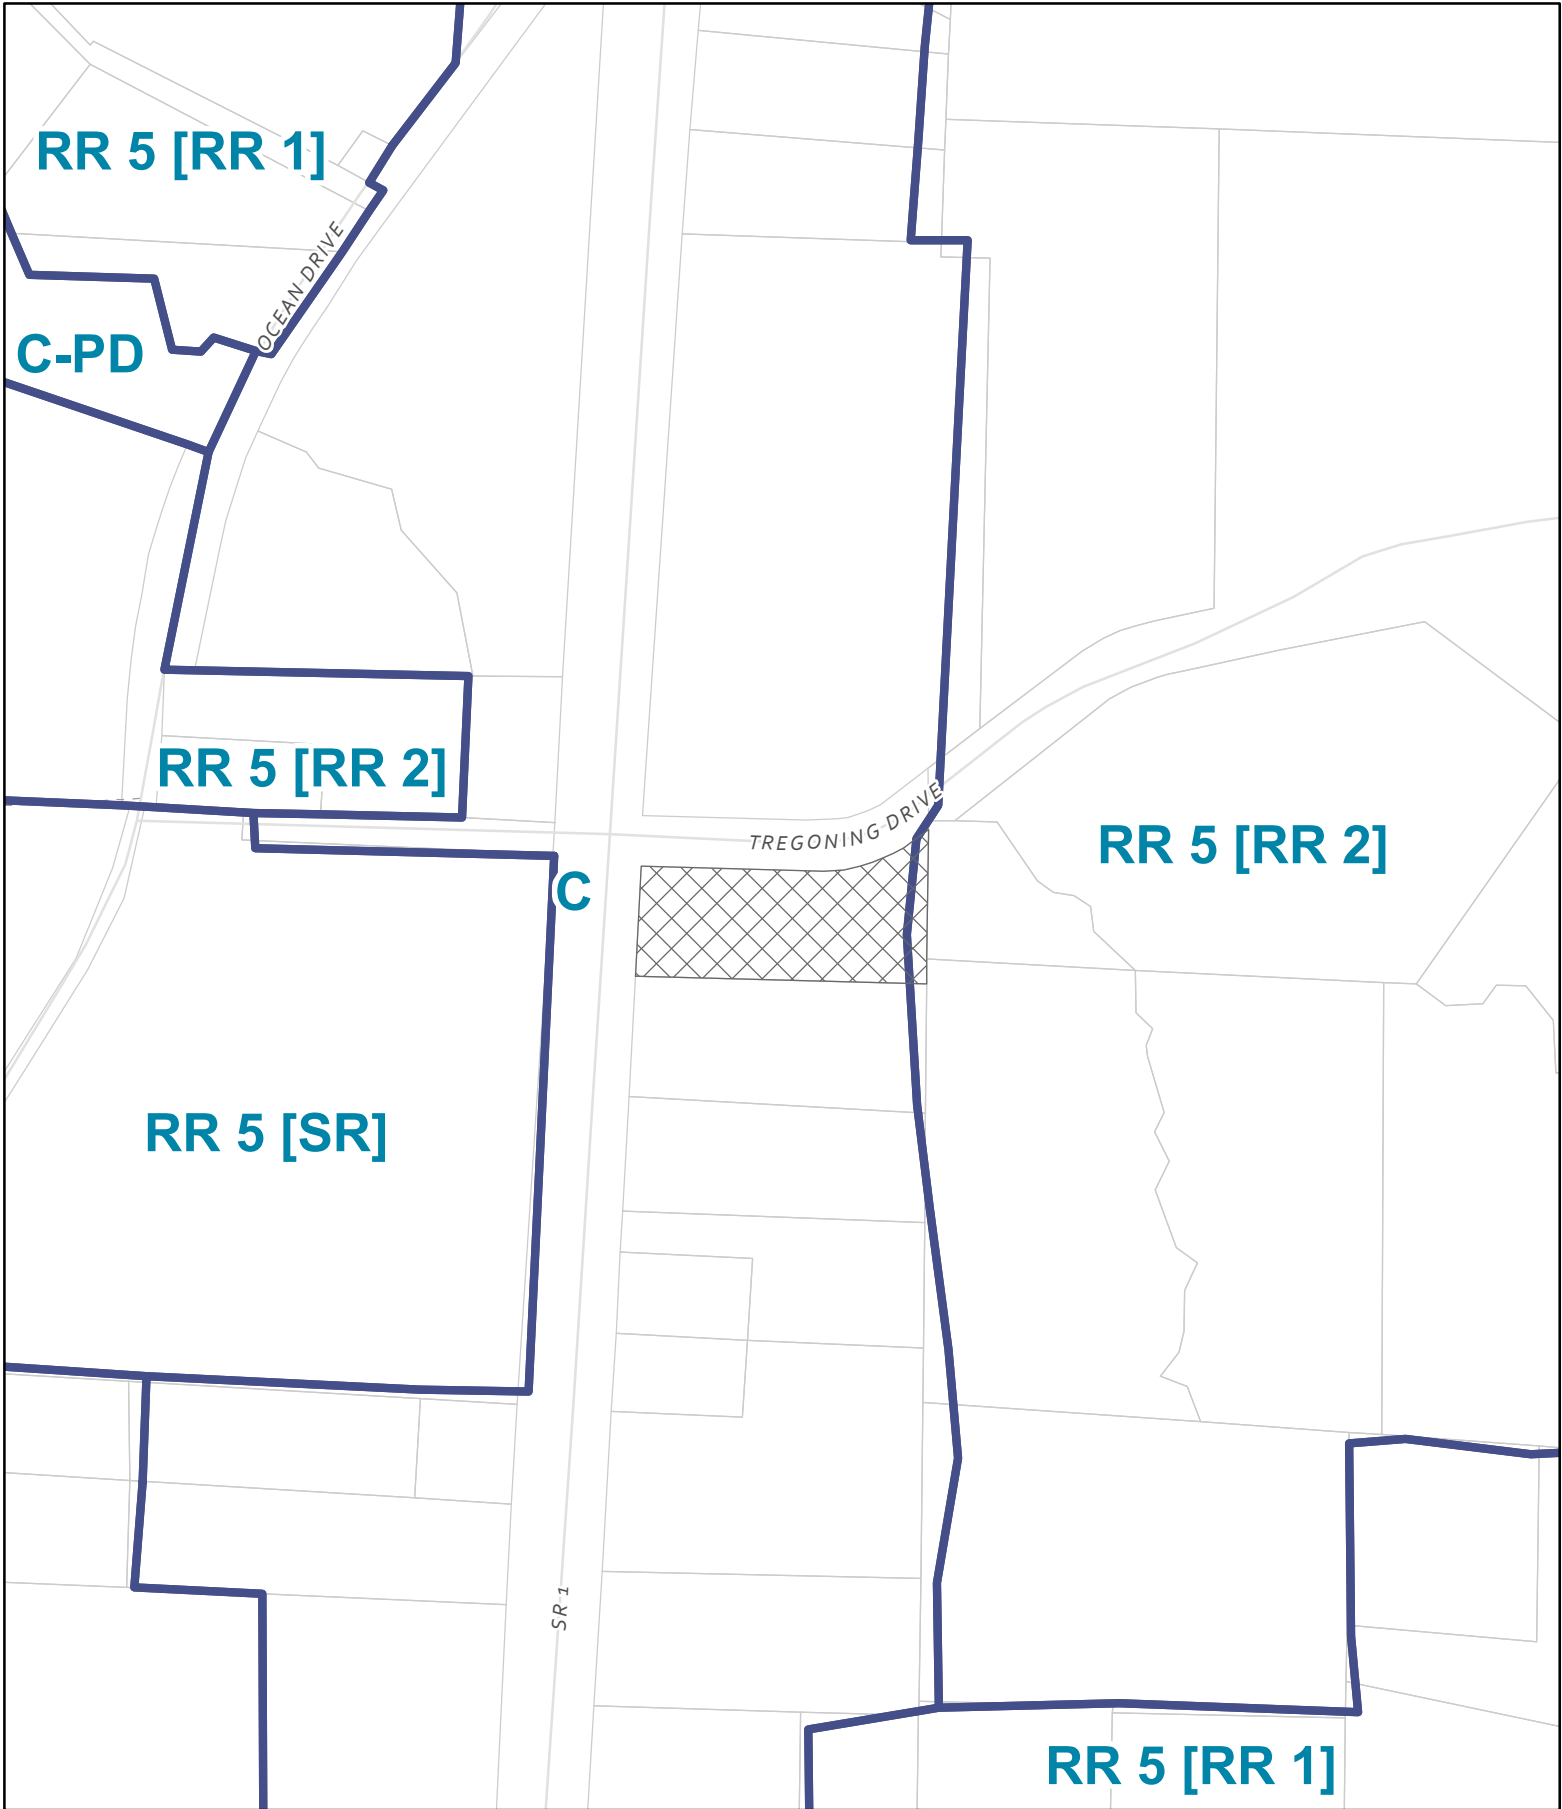 RR 5 [RR 1]
OCEAN DRIVE
C-PD
RR 5 [RR 2]
TREGONING DRIVE
RR 5 [RR 2]
C
RR 5 [SR]
SR 1
RR 5 [RR 1]